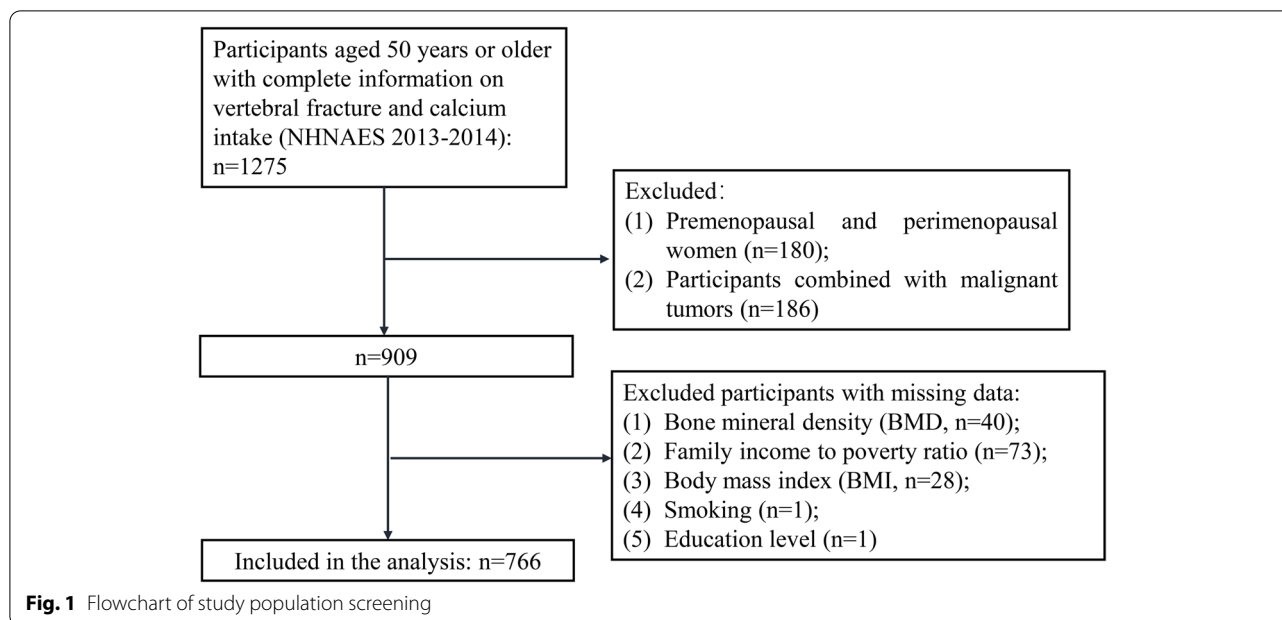 Participants aged 50 years or older
with complete information on
vertebral fracture and calcium
intake (NHNAES 2013-2014):
n=1275
Excluded：
(1) Premenopausal and perimenopausal
women (n=180);
(2) Participants combined with malignant
tumors (n=186)
n=909
Excluded participants with missing data:
(1) Bone mineral density (BMD, n=40);
(2) Family income to poverty ratio (n=73);
(3) Body mass index (BMI, n=28);
(4) Smoking (n=1);
(5) Education level (n=1)
Included in the analysis: n=766
Fig. 1 Flowchart of study population screening